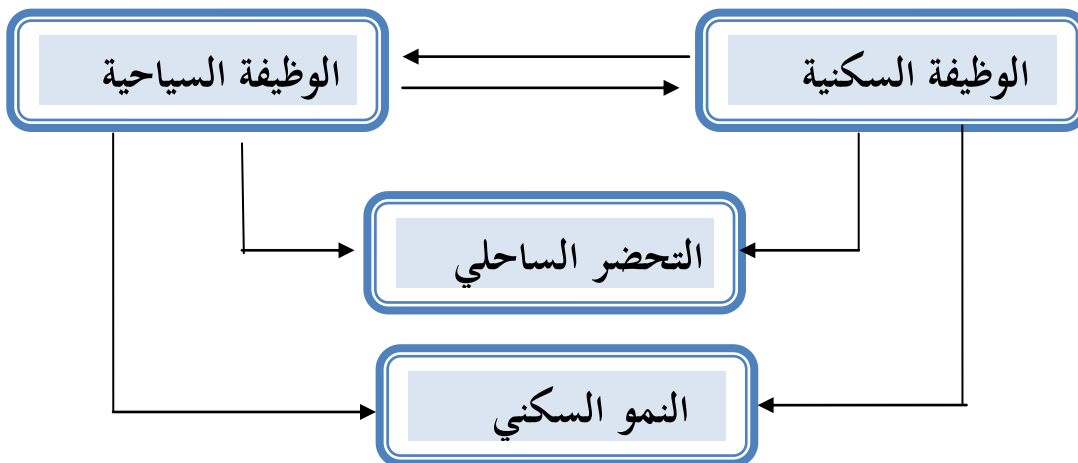 الوظيفة السكنية
الوظيفة السياحية
التحضر الساحلي
النمو السكني